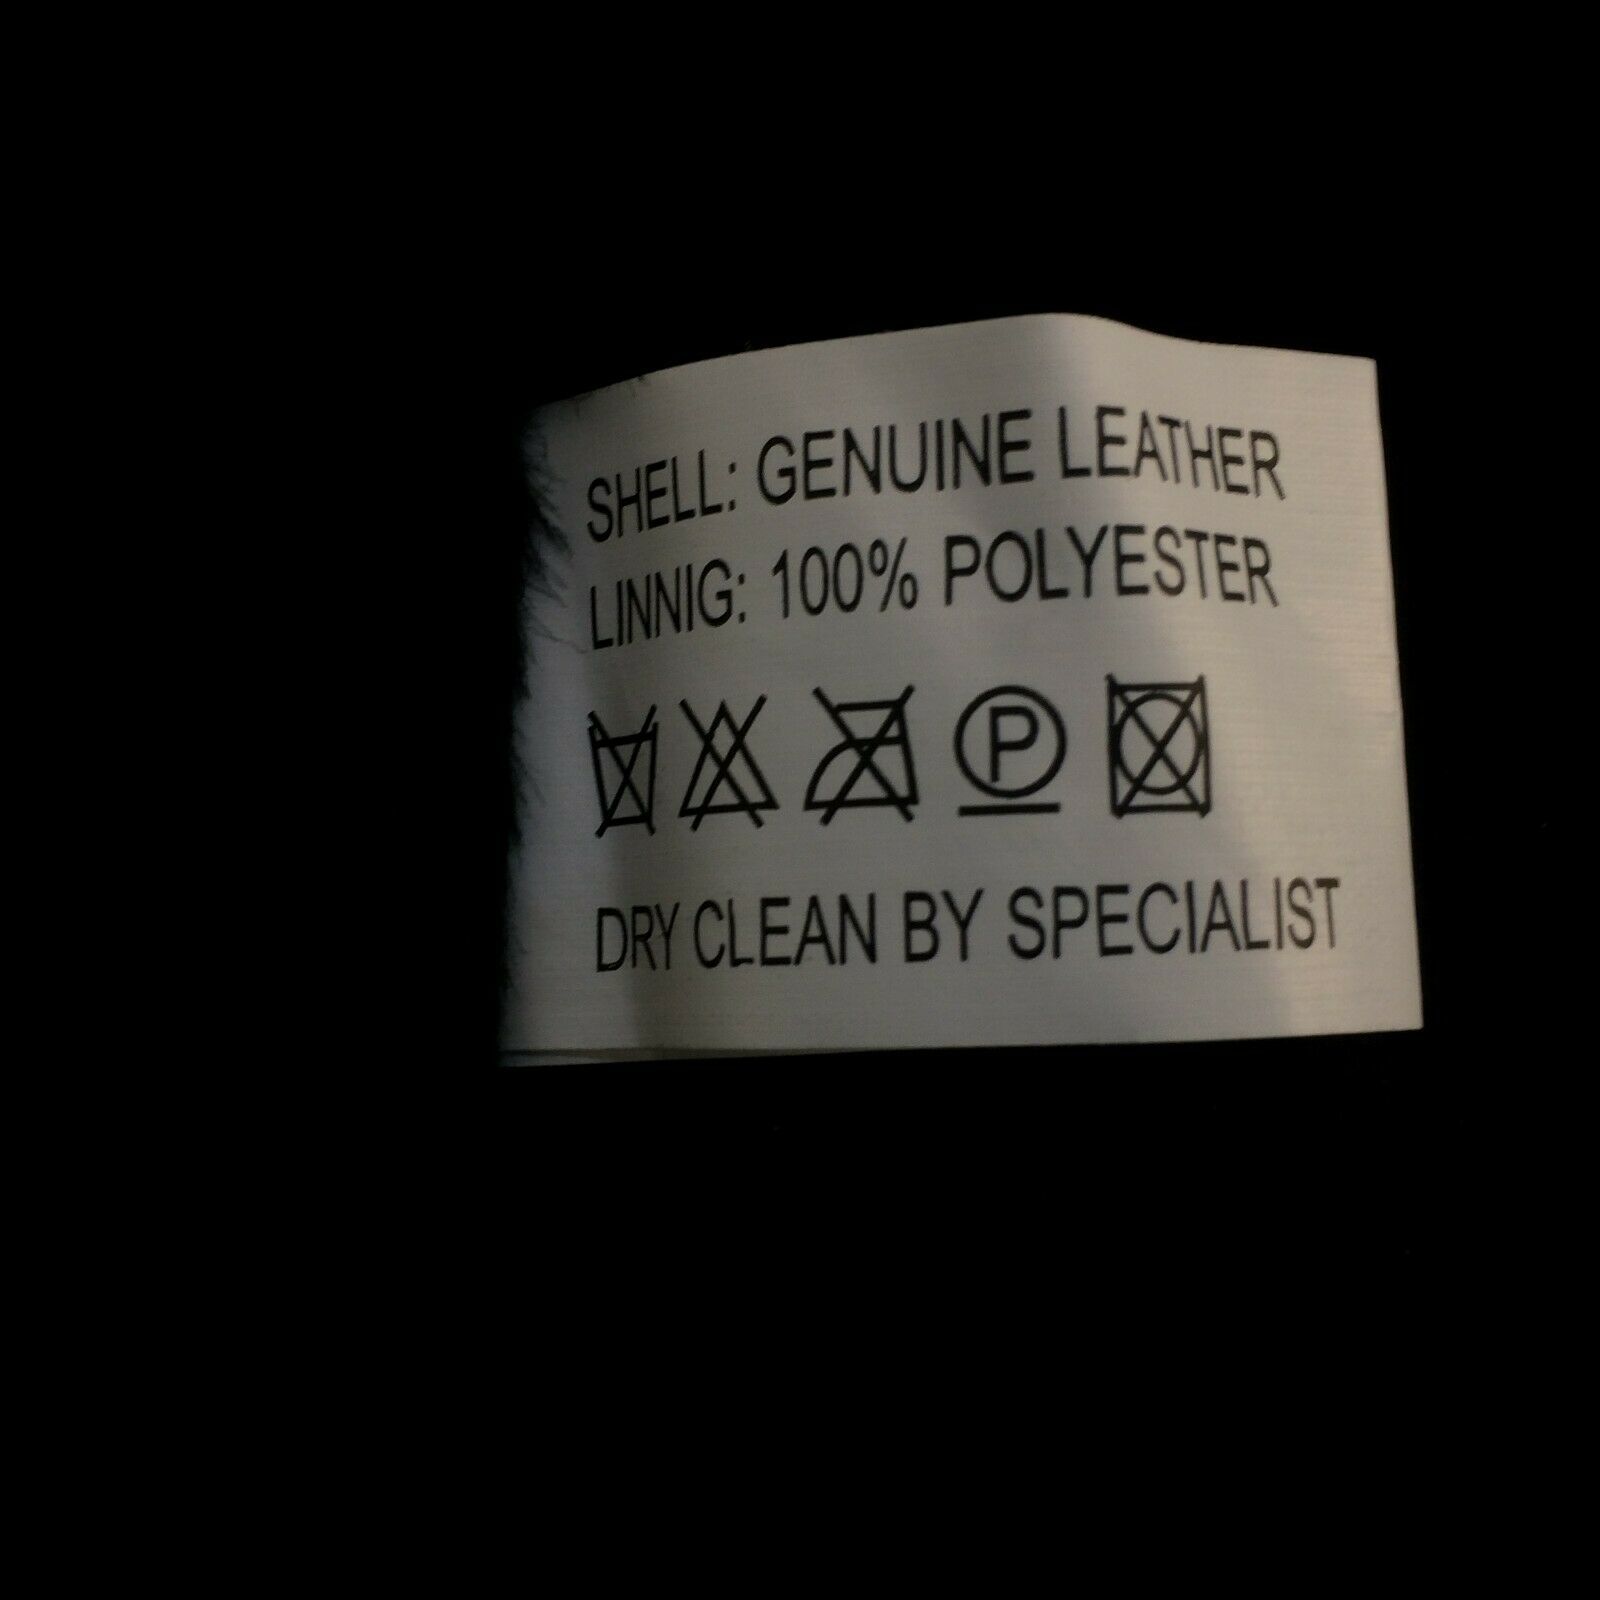 SHELL: GENUINE LEATHER
LINNIG: 100% POLYESTER
P
DRY CLEAN BY SPECIALIST